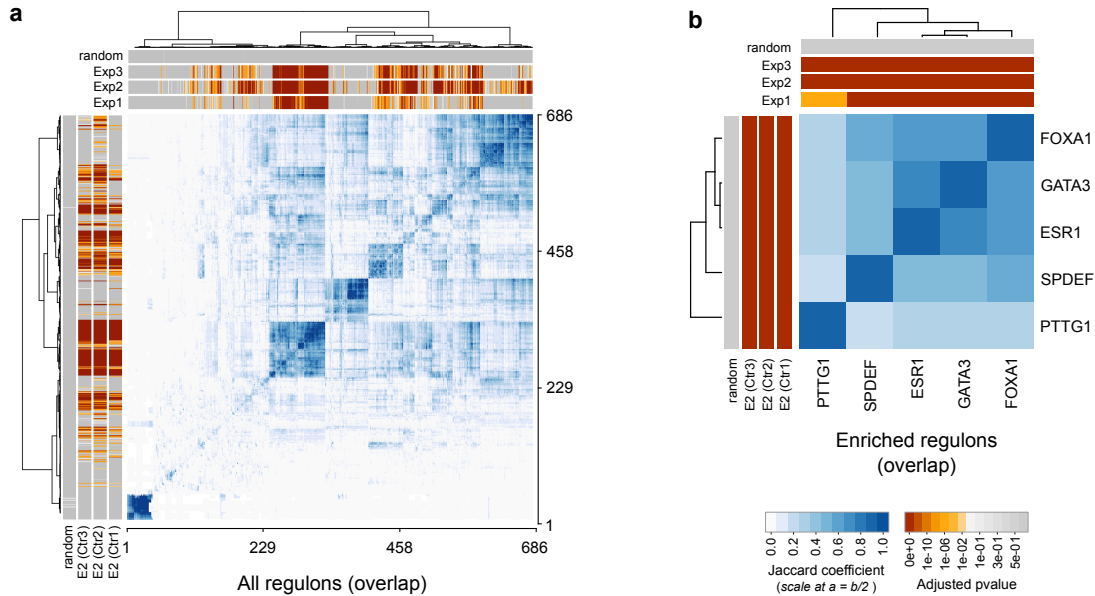 a
random
Exp3
Exp2
Exp1
686
458
229
1
random
E2 (Ctr3)
E2 (Ctr2)
E2 (Ctr1)
1
229
458
686
All regulons (overlap)
b
random
Exp3
Exp2
Exp1
FOXA1
GATA3
ESR1
SPDEF
PTTG1
random
E2 (Ctr3)
E2 (Ctr2)
E2 (Ctr1)
PTTG1
SPDEF
ESR1
GATA3
FOXA1
Enriched regulons
(overlap)
0.0
0.2
0.4
0.6
0.8
1.0
Jaccard coefficient
(scale at a = b/2 )
0e+0
1e-10
1e-06
1e-02
1e-01
3e-01
5e-01
Adjusted pvalue